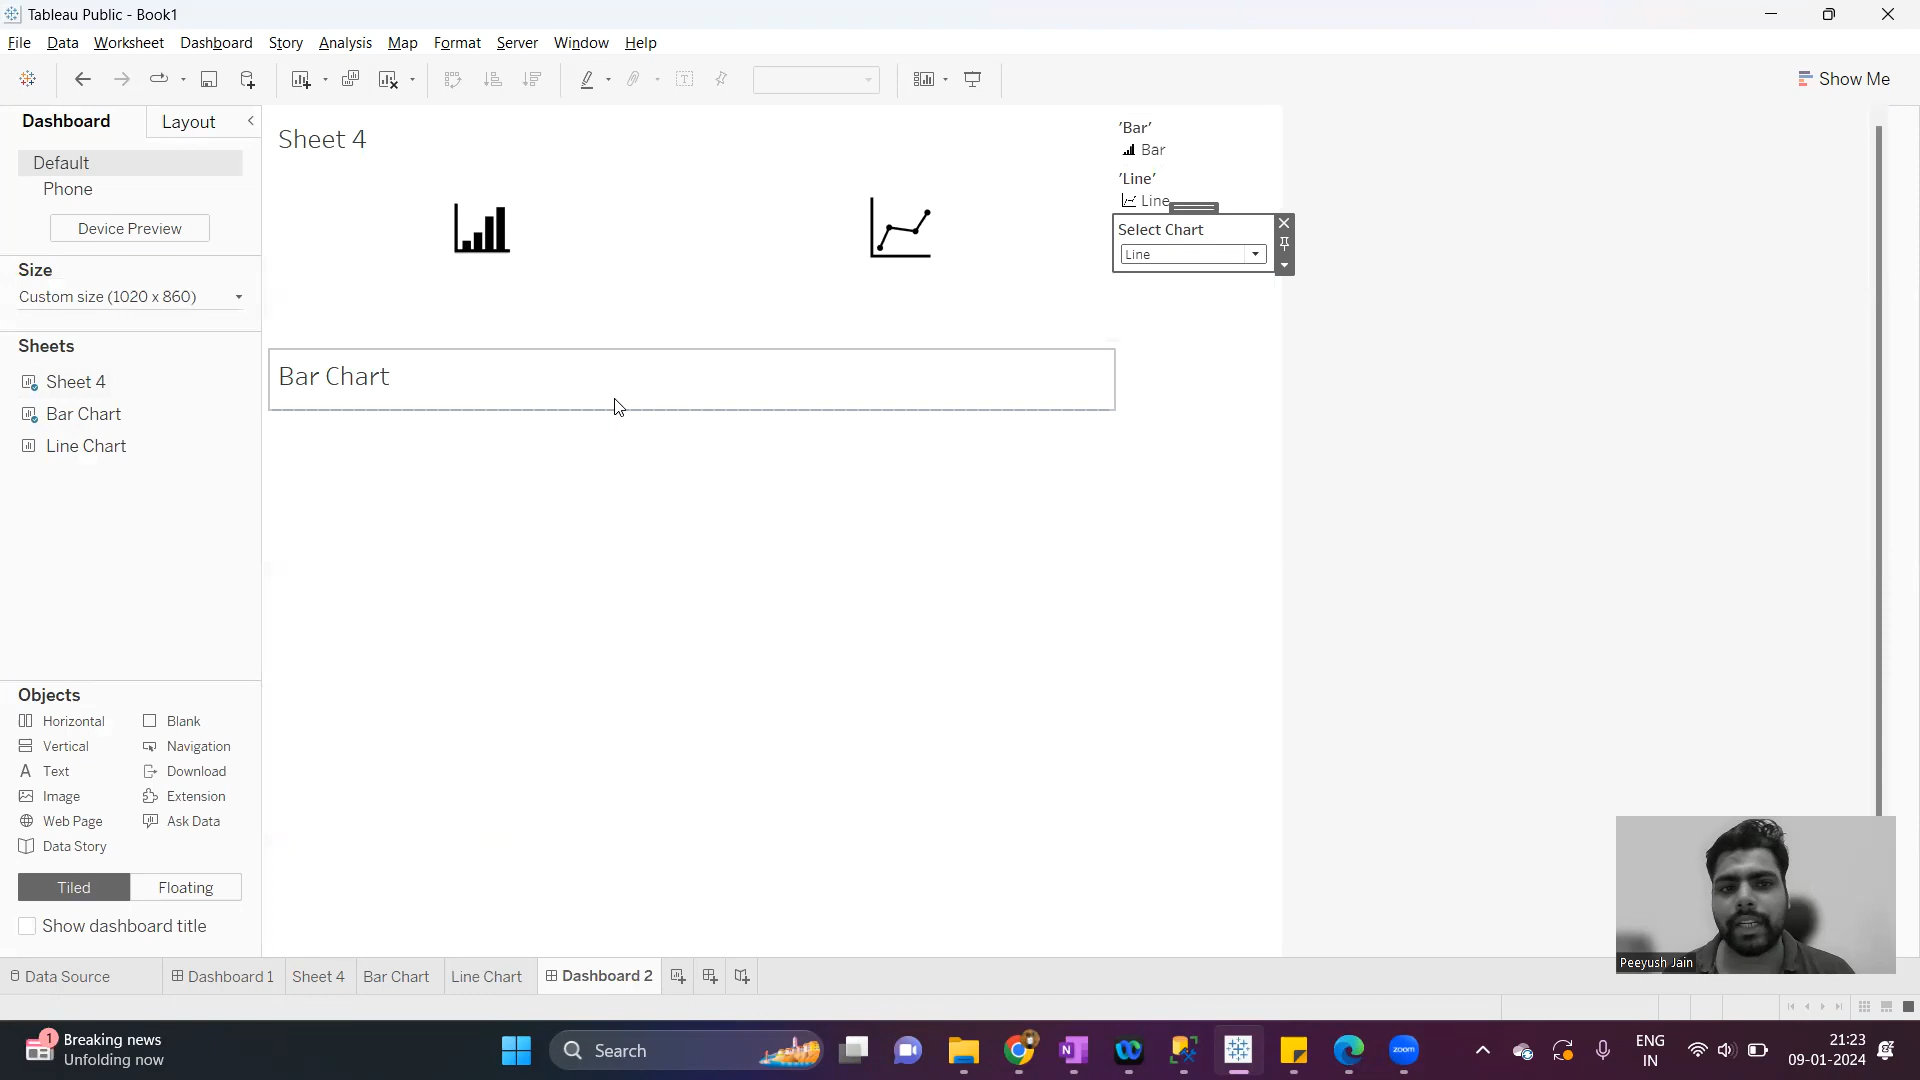 Tableau Public - Book1
File Data Worksheet Dashboard Story Analysis Map Format Server Window Help
Show Me
Dashboard
Layout
Default
Phone
Device Preview
Size
Custom size (1020 x 860)
Sheets
Sheet 4
Bar Chart
Line Chart
Objects
Horizontal
Blank
Vertical
Navigation
Text
Download
Image
Extension
Web Page
Ask Data
Data Story
Tiled
Floating
Show dashboard title
Sheet 4
'Bar'
Bar
'Line'
Line
Select Chart
Line
Bar Chart
Peeyush Jain
Data Source
Dashboard 1
Sheet 4
Bar Chart
Line Chart
Dashboard 2
1
Breaking news
Unfolding now
Search
zoom
ENG
IN
21:23
09-01-2024